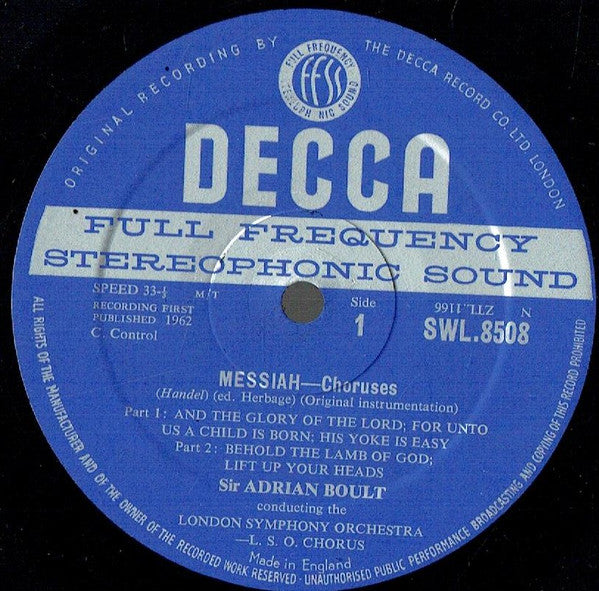 ORIGINAL RECORDING BY THE DECCA RECORD CO. LTD. LONDON
FULL FREQUENCY
FFSS
STEREOPHONIC SOUND
DECCA
FULL FREQUENCY
STEREOPHONIC SOUND
SPEED 33-⅓ M/T
RECORDING FIRST
PUBLISHED 1962
C. Control
Side
1
ZTL.1166 N
SWL.8508
MESSIAH—Choruses
(Handel) (ed. Herbage) (Original instrumentation)
Part 1: AND THE GLORY OF THE LORD; FOR UNTO
US A CHILD IS BORN; HIS YOKE IS EASY
Part 2: BEHOLD THE LAMB OF GOD;
LIFT UP YOUR HEADS
Sir ADRIAN BOULT
conducting the
LONDON SYMPHONY ORCHESTRA
—L. S. O. CHORUS
Made in England
ALL RIGHTS OF THE MANUFACTURER AND OF THE OWNER OF THE RECORDED WORK RESERVED · UNAUTHORISED PUBLIC PERFORMANCE BROADCASTING AND COPYING OF THIS RECORD PROHIBITED